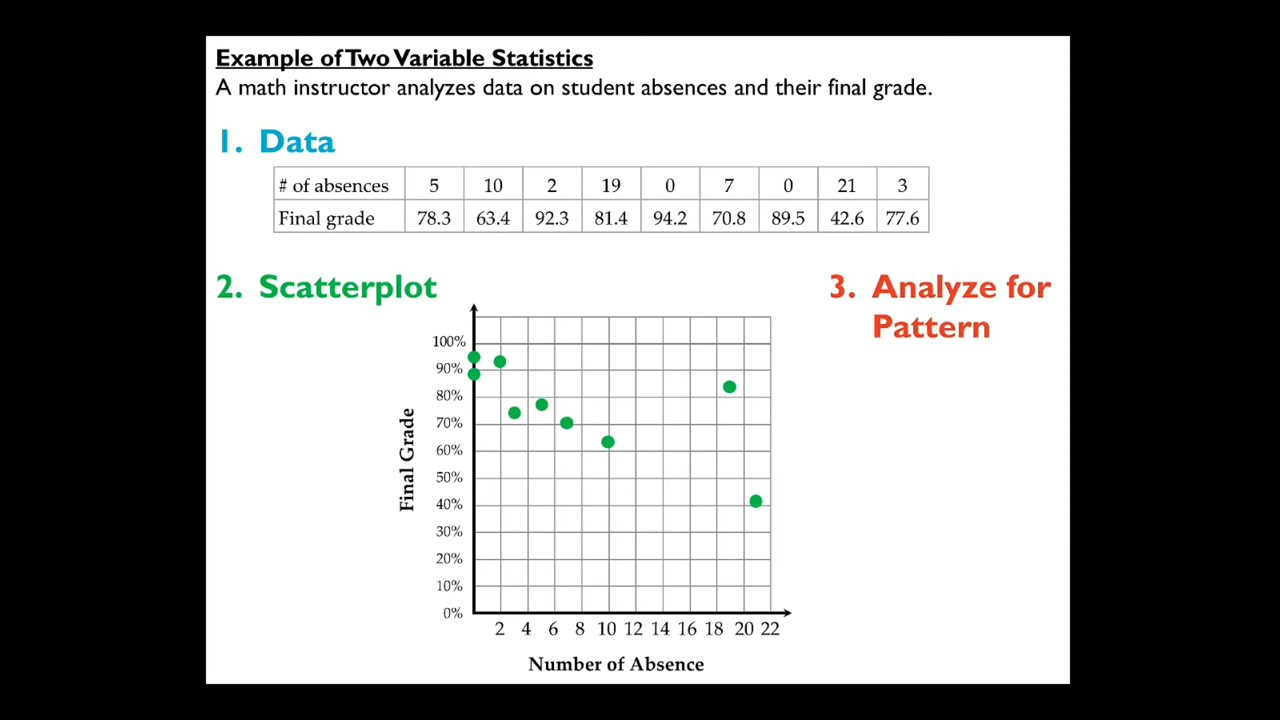 Example of Two Variable Statistics
A math instructor analyzes data on student absences and their final grade.
1. Data
# of absences 5 10 2 19 0 7 0 21 3
Final grade 78.3 63.4 92.3 81.4 94.2 70.8 89.5 42.6 77.6
2. Scatterplot
3. Analyze for
Pattern
100%
90%
80%
70%
60%
50%
40%
30%
20%
10%
0%
Final Grade
2 4 6 8 10 12 14 16 18 20 22
Number of Absence